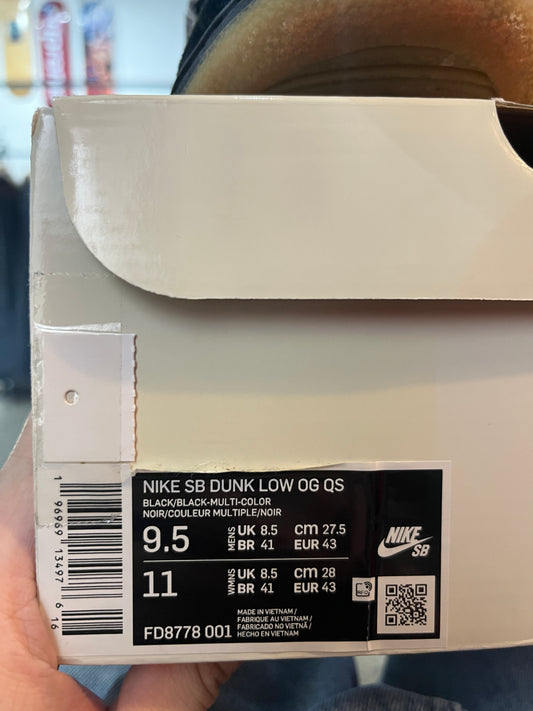 Supreme
NIKE SB DUNK LOW OG QS
BLACK/BLACK-MULTI-COLOR
NOIR/COULEUR MULTIPLE/NOIR
9.5 MENS UK 8.5 CM 27.5
BR 41 EUR 43
11 WMNS UK 8.5 CM 28
BR 41 EUR 43
NIKE
SB
RFID
MADE IN VIETNAM /
FABRIQUE AU VIETNAM /
FABRICADO NO VIETNÃ /
HECHO EN VIETNAM
FD8778 001
1 96969 13497 6 16